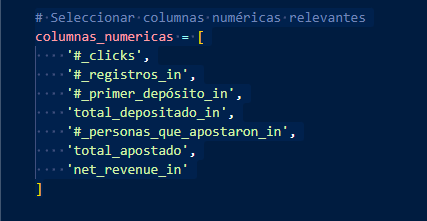 # Seleccionar columnas numéricas relevantes
columnas_numericas = [
    '#_clicks',
    '#_registros_in',
    '#_primer_depósito_in',
    'total_depositado_in',
    '#_personas_que_apostaron_in',
    'total_apostado',
    'net_revenue_in'
]